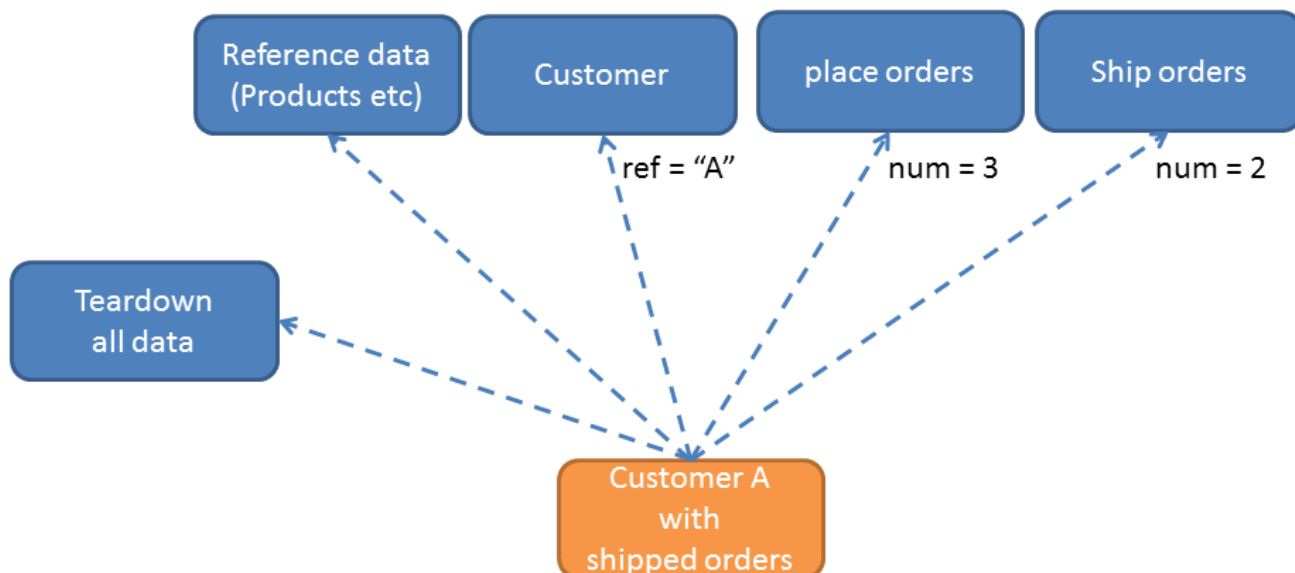 Reference data
(Products etc)
Customer
place orders
Ship orders
ref = “A”
num = 3
num = 2
Teardown
all data
Customer A
with
shipped orders